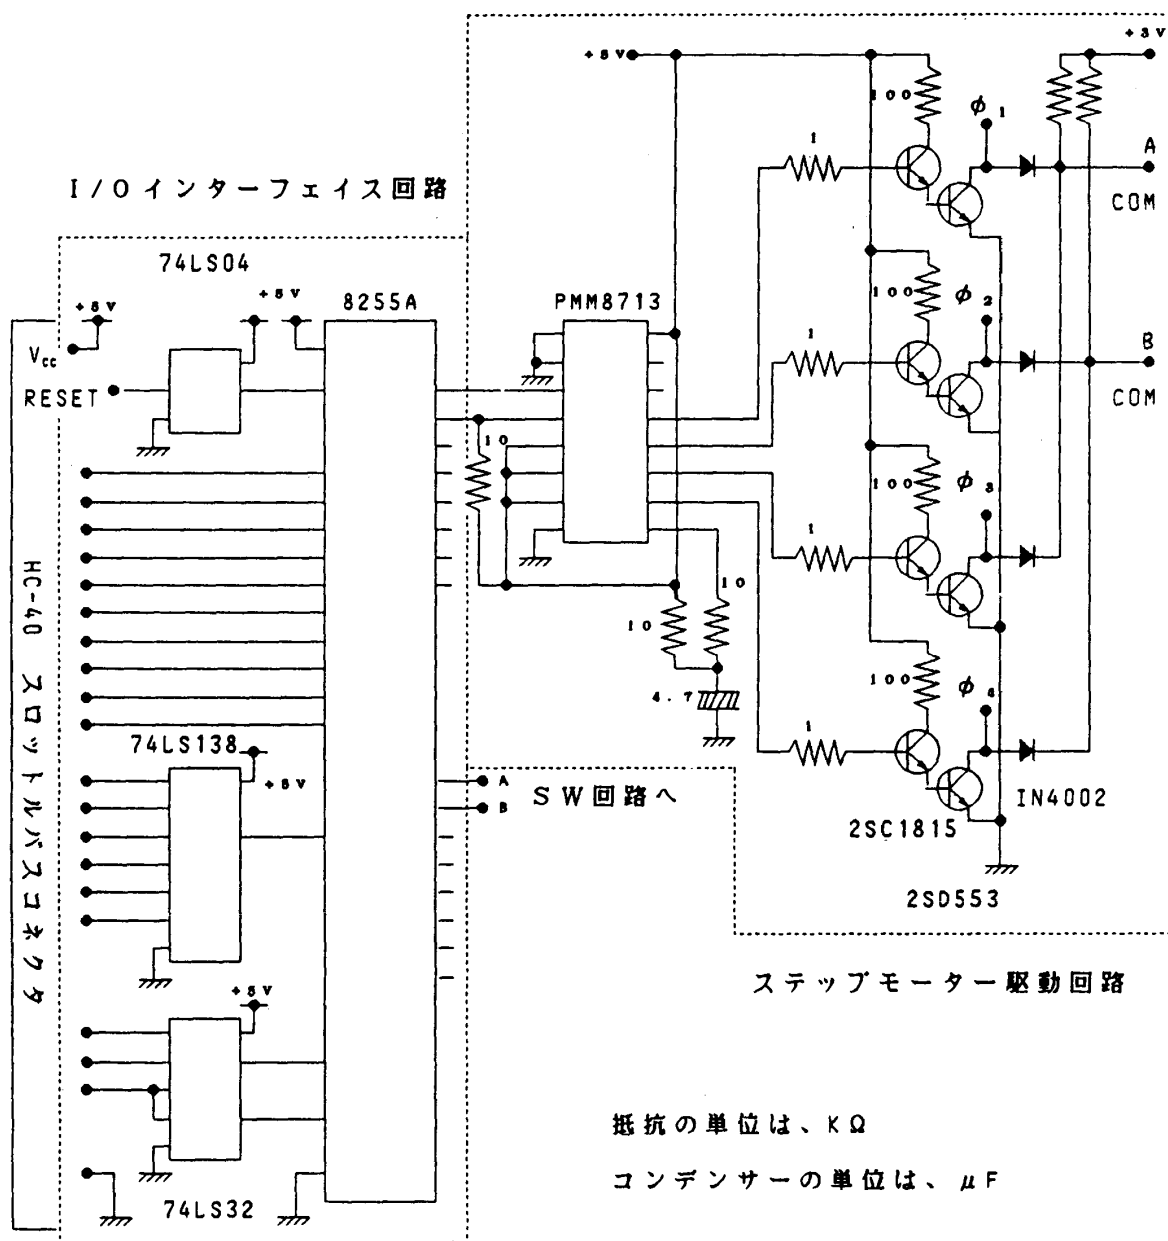 +3V
+5V
100
φ1
1
A
COM
I/Oインターフェイス回路
74LS04
+5V
+5V
8255A
PMM8713
100
φ2
1
B
COM
Vcc
RESET
10
100
φ3
1
HC-40 スロットルバスコネクタ
10
10
4.7
100
φ4
1
74LS138
+5V
A
B
SW回路へ
IN4002
2SC1815
2SD553
+5V
ステップモーター駆動回路
抵抗の単位は、KΩ
コンデンサーの単位は、μF
74LS32